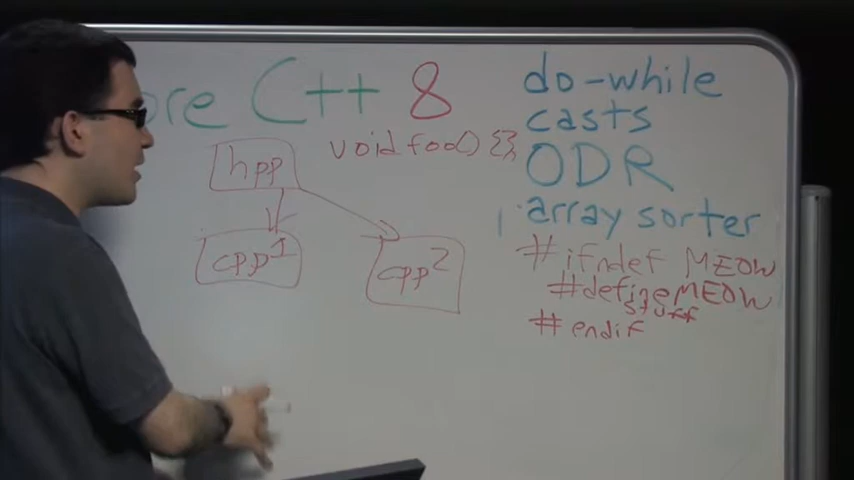 ore C++ 8
do-while
casts
ODR
array sorter
void foo() {};
hpp
cpp1
cpp2
#ifndef MEOW
#define MEOW
stuff
#endif